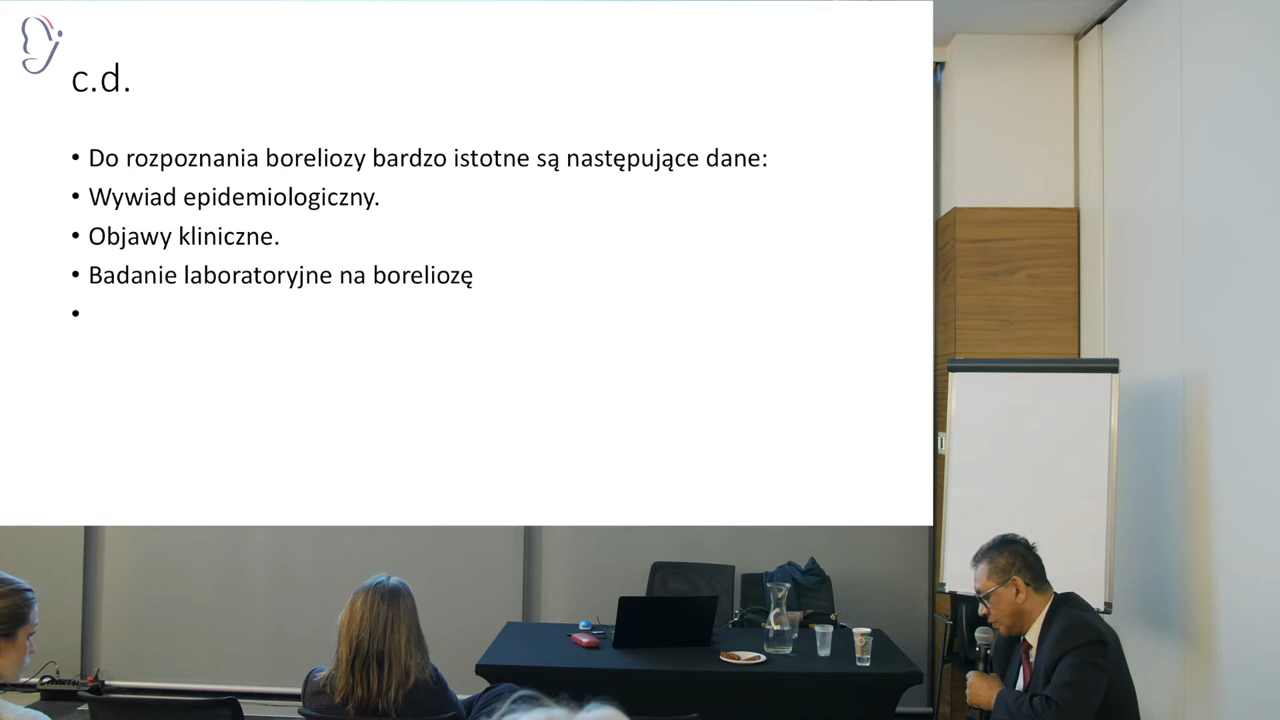 c.d.
• Do rozpoznania boreliozy bardzo istotne są następujące dane:
• Wywiad epidemiologiczny.
• Objawy kliniczne.
• Badanie laboratoryjne na boreliozę
•